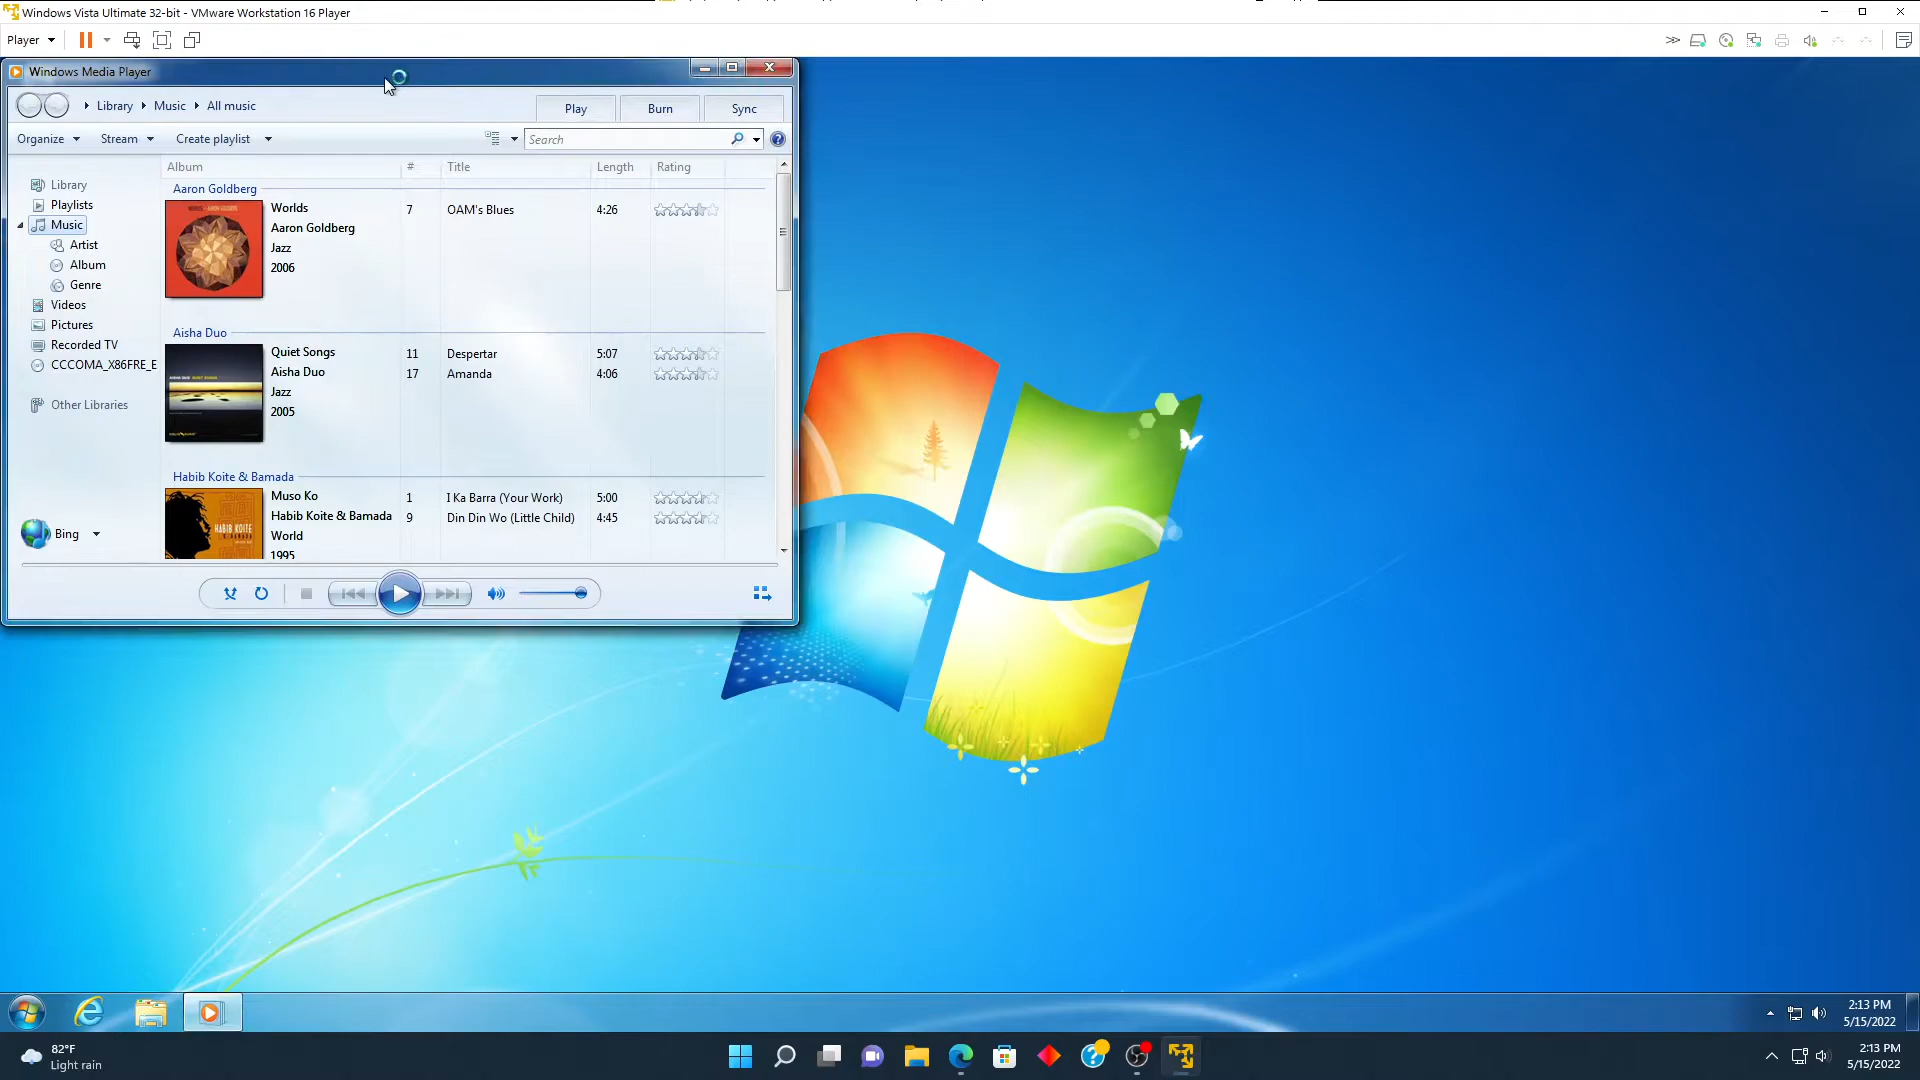 Windows Vista Ultimate 32-bit - VMware Workstation 16 Player
Player
Windows Media Player
Library Music All music
Play Burn Sync
Organize Stream Create playlist Search
Album # Title Length Rating
Library
Playlists
Music
Artist
Album
Genre
Videos
Pictures
Recorded TV
CCCOMA_X86FRE_E
Other Libraries
Bing
Aaron Goldberg
Worlds 7 OAM's Blues 4:26
Aaron Goldberg
Jazz
2006
Aisha Duo
Quiet Songs 11 Despertar 5:07
Aisha Duo 17 Amanda 4:06
Jazz
2005
Habib Koite & Bamada
Muso Ko 1 I Ka Barra (Your Work) 5:00
Habib Koite & Bamada 9 Din Din Wo (Little Child) 4:45
World
1995
HABIB KOITE
2:13 PM
5/15/2022
82°F
Light rain
2:13 PM
5/15/2022